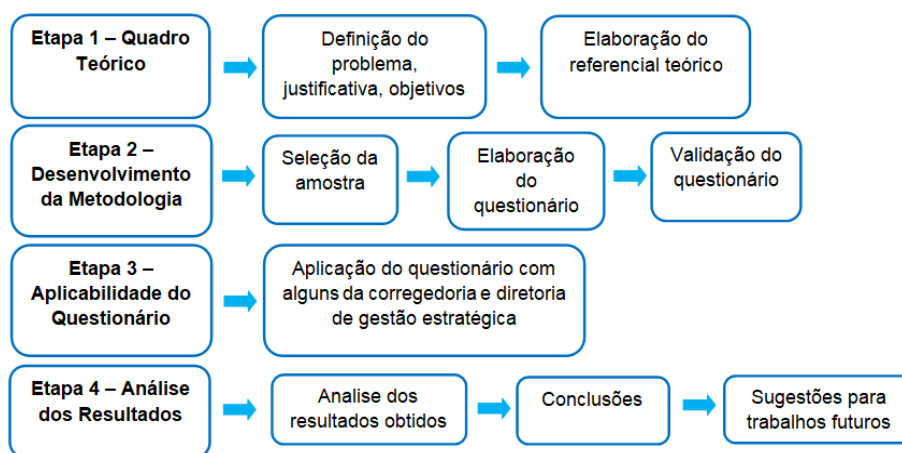 Etapa 1 – Quadro
Teórico
Definição do
problema,
justificativa, objetivos
Elaboração do
referencial teórico
Etapa 2 –
Desenvolvimento
da Metodologia
Seleção da
amostra
Elaboração
do
questionário
Validação do
questionário
Etapa 3 –
Aplicabilidade do
Questionário
Aplicação do questionário com
alguns da corregedoria e diretoria
de gestão estratégica
Etapa 4 – Análise
dos Resultados
Analise dos
resultados obtidos
Conclusões
Sugestões para
trabalhos futuros